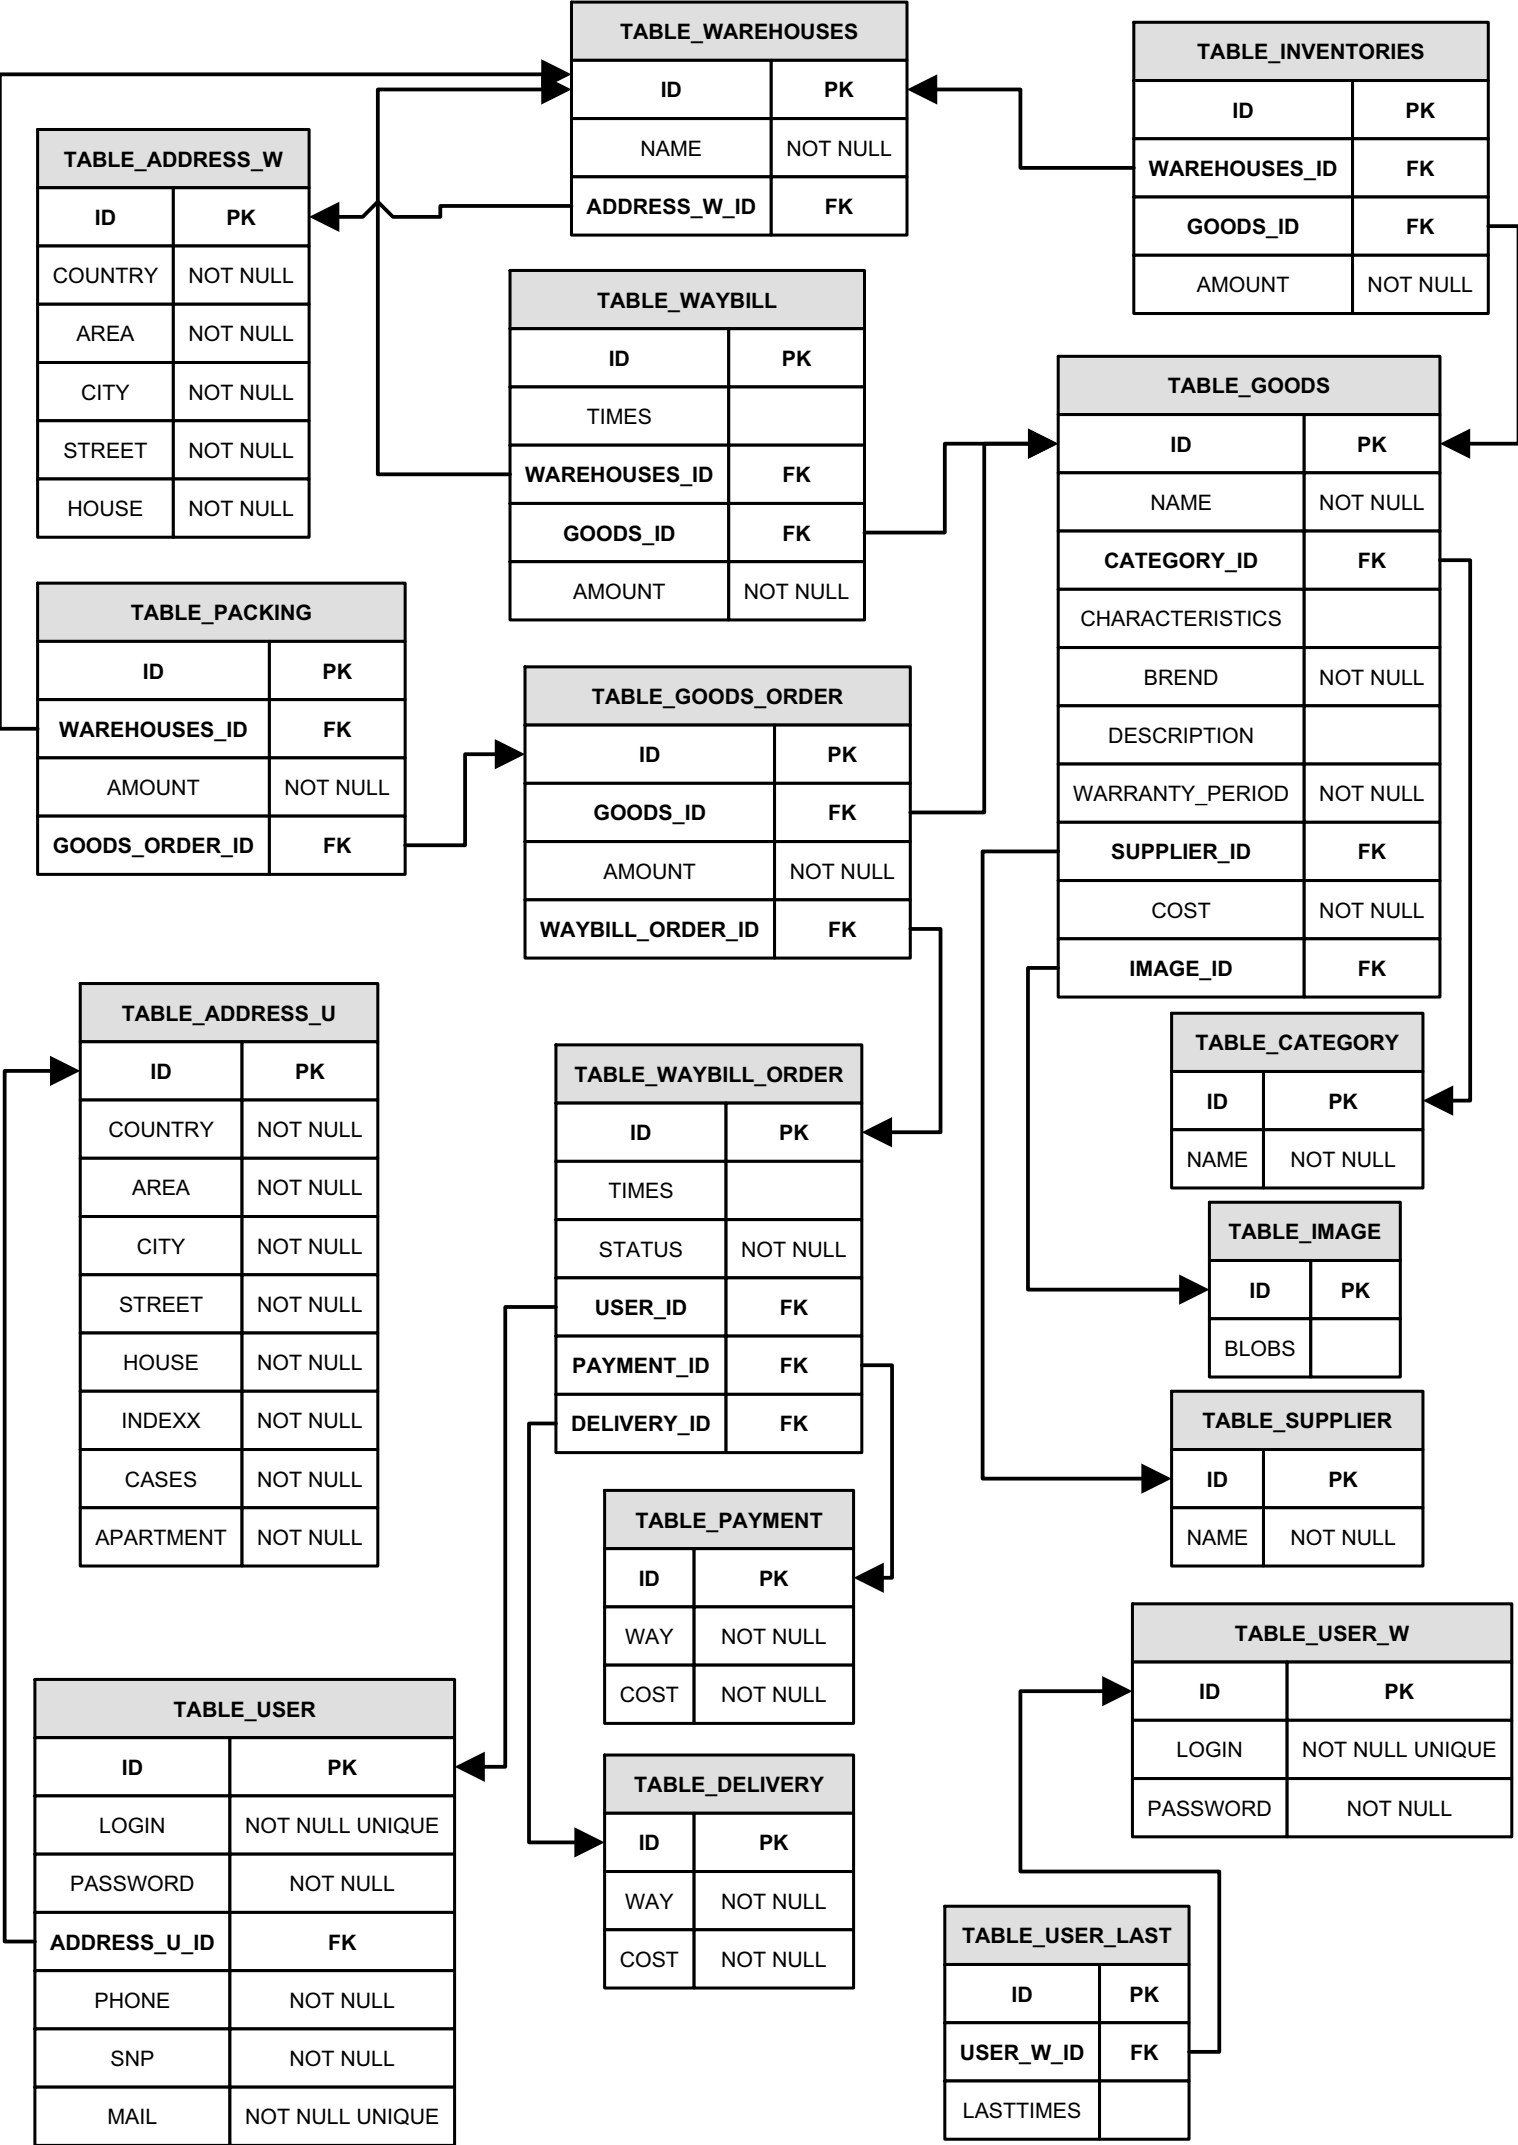 TABLE_WAREHOUSES
ID PK
NAME NOT NULL
ADDRESS_W_ID FK
TABLE_INVENTORIES
ID PK
WAREHOUSES_ID FK
GOODS_ID FK
AMOUNT NOT NULL
TABLE_ADDRESS_W
ID PK
COUNTRY NOT NULL
AREA NOT NULL
CITY NOT NULL
STREET NOT NULL
HOUSE NOT NULL
TABLE_WAYBILL
ID PK
TIMES
WAREHOUSES_ID FK
GOODS_ID FK
AMOUNT NOT NULL
TABLE_GOODS
ID PK
NAME NOT NULL
CATEGORY_ID FK
CHARACTERISTICS
BREND NOT NULL
DESCRIPTION
WARRANTY_PERIOD NOT NULL
SUPPLIER_ID FK
COST NOT NULL
IMAGE_ID FK
TABLE_PACKING
ID PK
WAREHOUSES_ID FK
AMOUNT NOT NULL
GOODS_ORDER_ID FK
TABLE_GOODS_ORDER
ID PK
GOODS_ID FK
AMOUNT NOT NULL
WAYBILL_ORDER_ID FK
TABLE_ADDRESS_U
ID PK
COUNTRY NOT NULL
AREA NOT NULL
CITY NOT NULL
STREET NOT NULL
HOUSE NOT NULL
INDEXX NOT NULL
CASES NOT NULL
APARTMENT NOT NULL
TABLE_WAYBILL_ORDER
ID PK
TIMES
STATUS NOT NULL
USER_ID FK
PAYMENT_ID FK
DELIVERY_ID FK
TABLE_CATEGORY
ID PK
NAME NOT NULL
TABLE_IMAGE
ID PK
BLOBS
TABLE_SUPPLIER
ID PK
NAME NOT NULL
TABLE_PAYMENT
ID PK
WAY NOT NULL
COST NOT NULL
TABLE_USER_W
ID PK
LOGIN NOT NULL UNIQUE
PASSWORD NOT NULL
TABLE_USER
ID PK
LOGIN NOT NULL UNIQUE
PASSWORD NOT NULL
ADDRESS_U_ID FK
PHONE NOT NULL
SNP NOT NULL
MAIL NOT NULL UNIQUE
TABLE_DELIVERY
ID PK
WAY NOT NULL
COST NOT NULL
TABLE_USER_LAST
ID PK
USER_W_ID FK
LASTTIMES